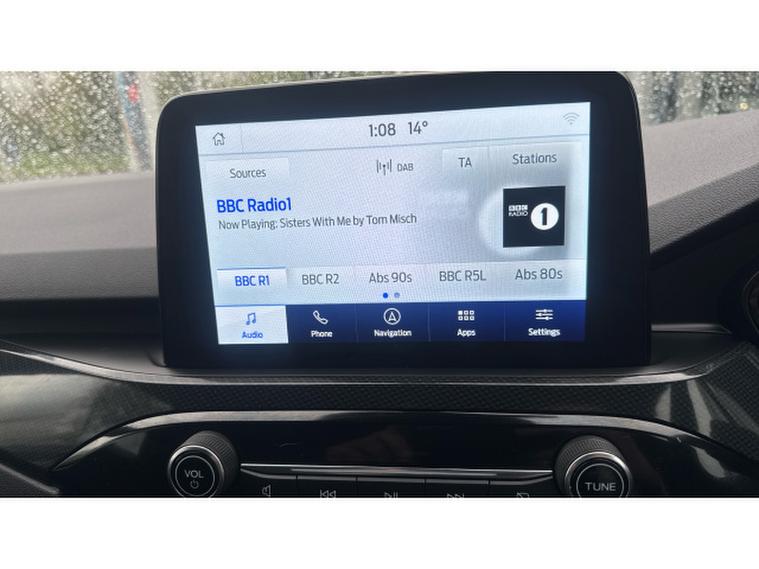 1:08 14°
Sources DAB TA Stations
BBC Radio1
Now Playing: Sisters With Me by Tom Misch
BBC
RADIO 1
BBC R1 BBC R2 Abs 90s BBC R5L Abs 80s
Audio Phone Navigation Apps Settings
VOL TUNE